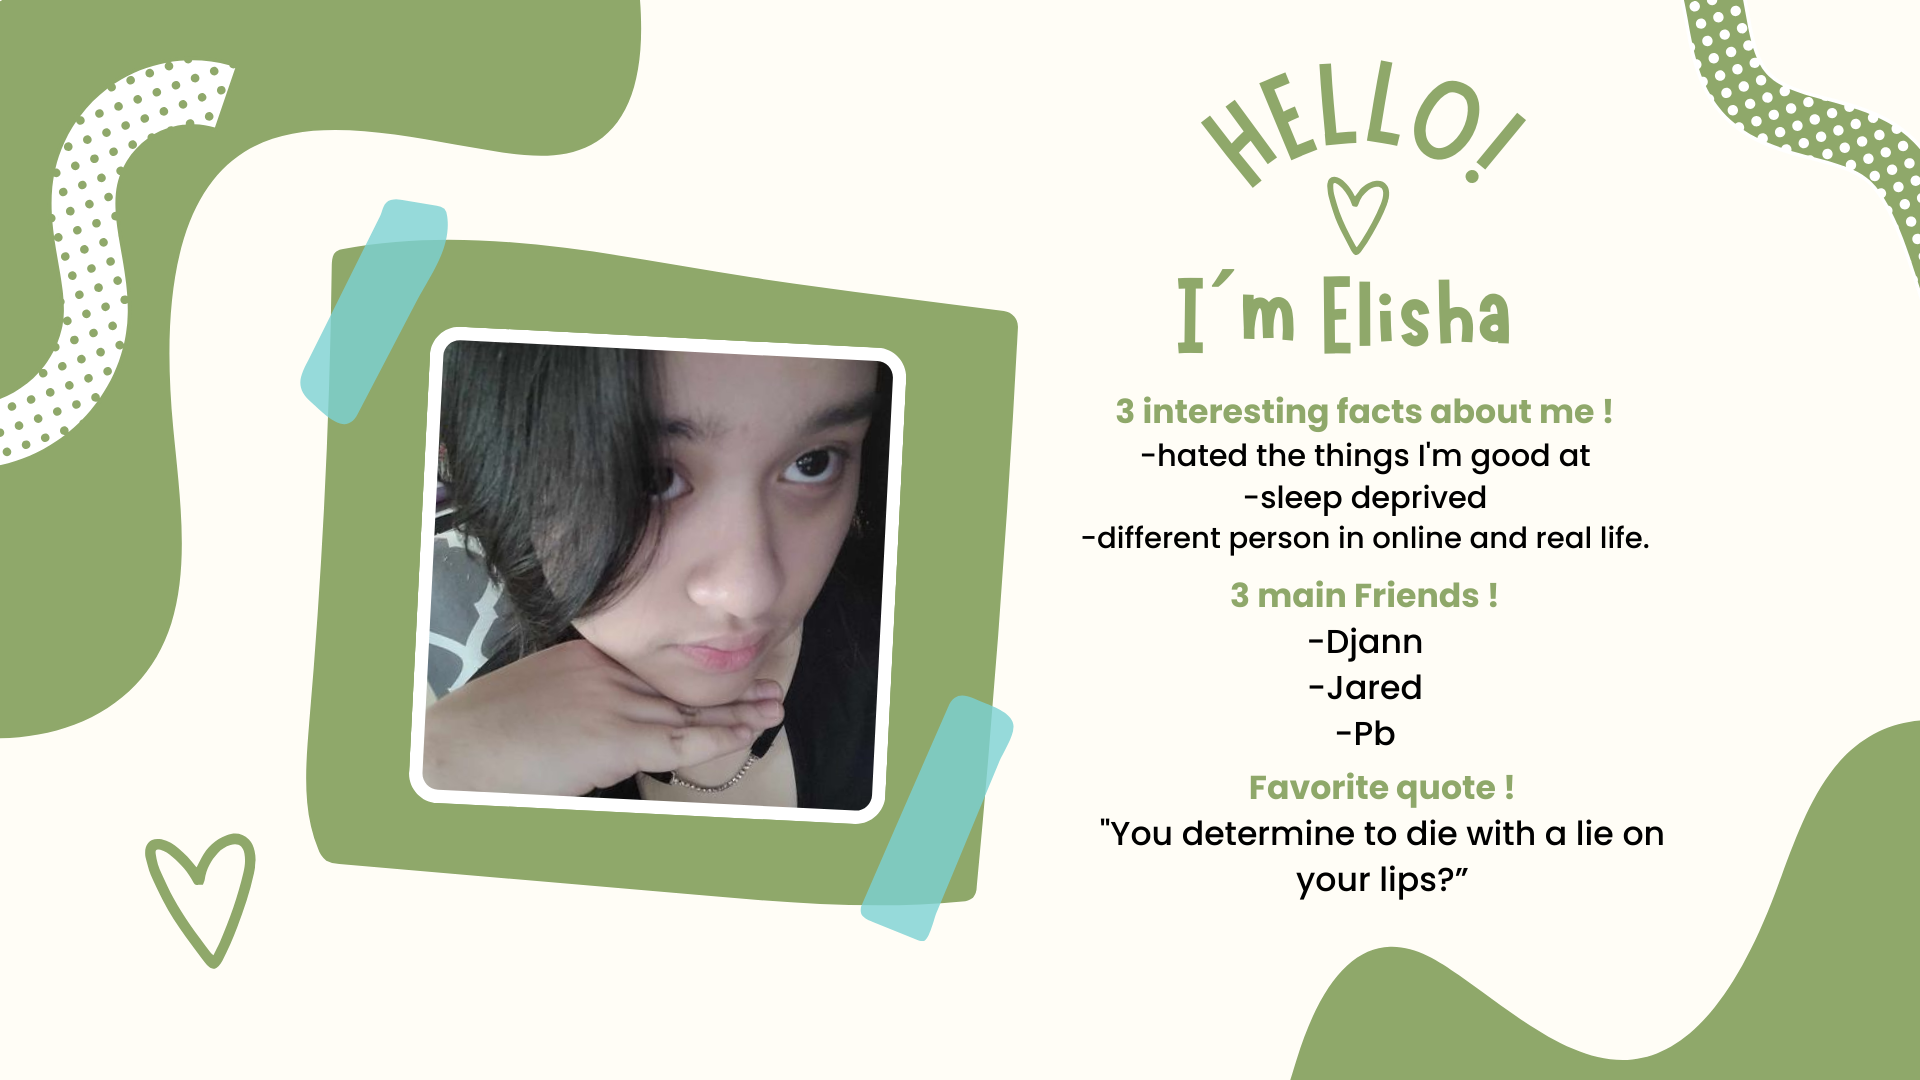 HELLO!
I´m Elisha
3 interesting facts about me !
-hated the things I'm good at
-sleep deprived
-different person in online and real life.
3 main Friends !
-Djann
-Jared
-Pb
Favorite quote !
"You determine to die with a lie on
your lips?”